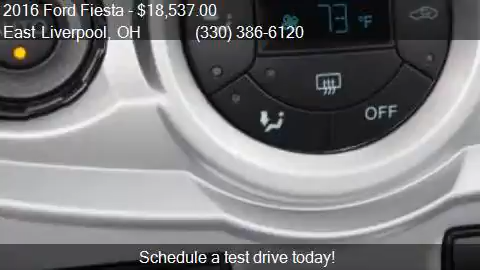 2016 Ford Fiesta - $18,537.00
East Liverpool, OH (330) 386-6120
73 °F
OFF
Schedule a test drive today!